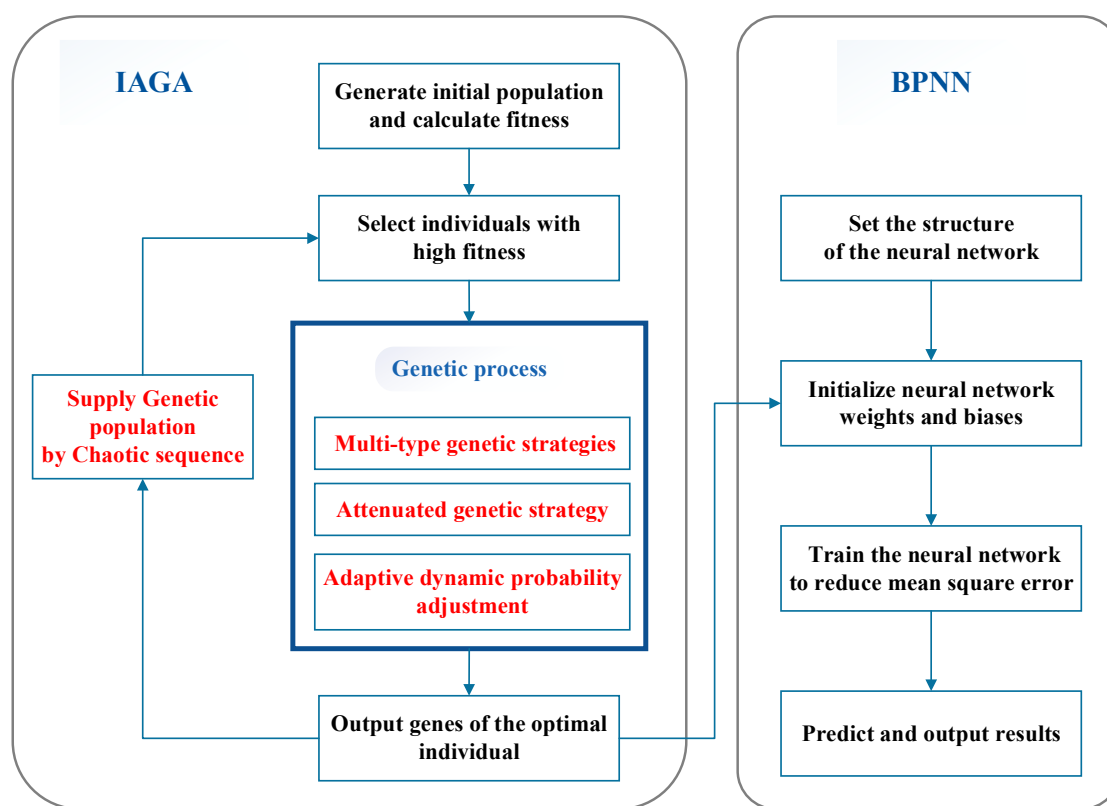 IAGA
Generate initial population
and calculate fitness
Select individuals with
high fitness
Genetic process
Multi-type genetic strategies
Attenuated genetic strategy
Adaptive dynamic probability
adjustment
Supply Genetic
population
by Chaotic sequence
Output genes of the optimal
individual
BPNN
Set the structure
of the neural network
Initialize neural network
weights and biases
Train the neural network
to reduce mean square error
Predict and output results